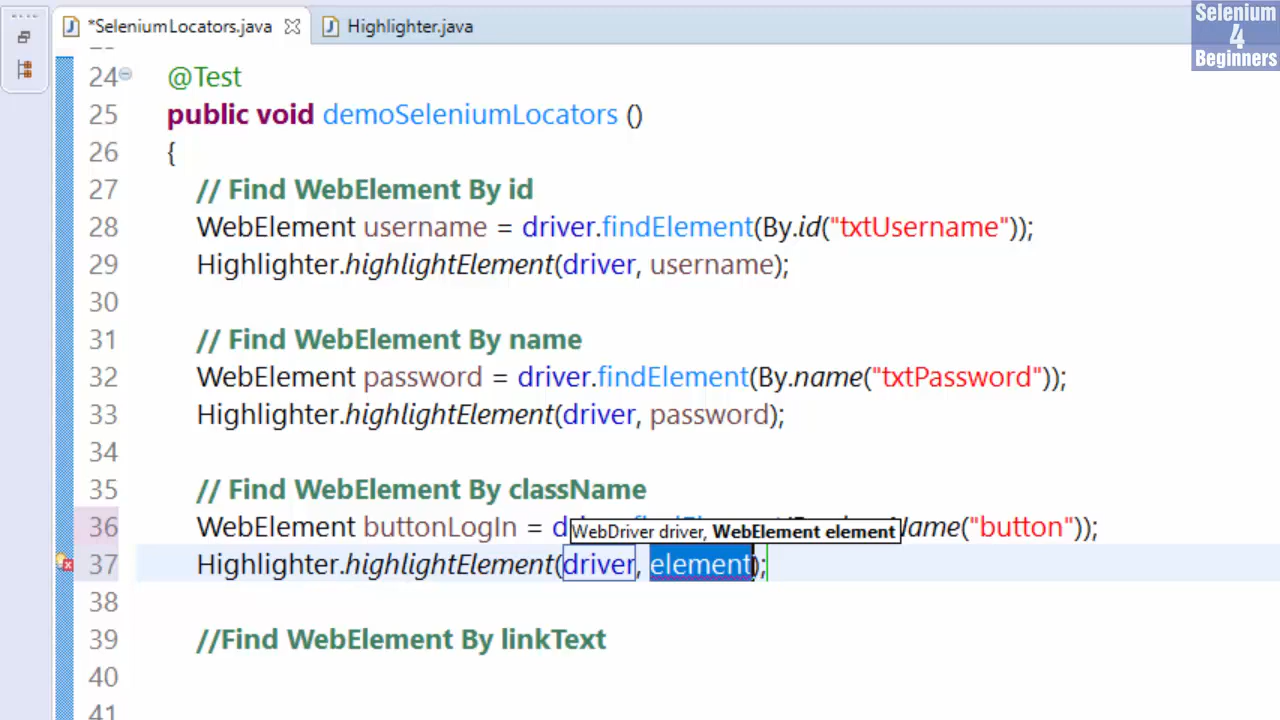 *SeleniumLocators.java
Highlighter.java
Selenium
4
Beginners
24 @Test
25 public void demoSeleniumLocators ()
26 {
27 // Find WebElement By id
28 WebElement username = driver.findElement(By.id("txtUsername"));
29 Highlighter.highlightElement(driver, username);
30
31 // Find WebElement By name
32 WebElement password = driver.findElement(By.name("txtPassword"));
33 Highlighter.highlightElement(driver, password);
34
35 // Find WebElement By className
36 WebElement buttonLogIn = Name("button"));
WebDriver driver, WebElement element
37 Highlighter.highlightElement(driver, element);
38
39 //Find WebElement By linkText
40
41